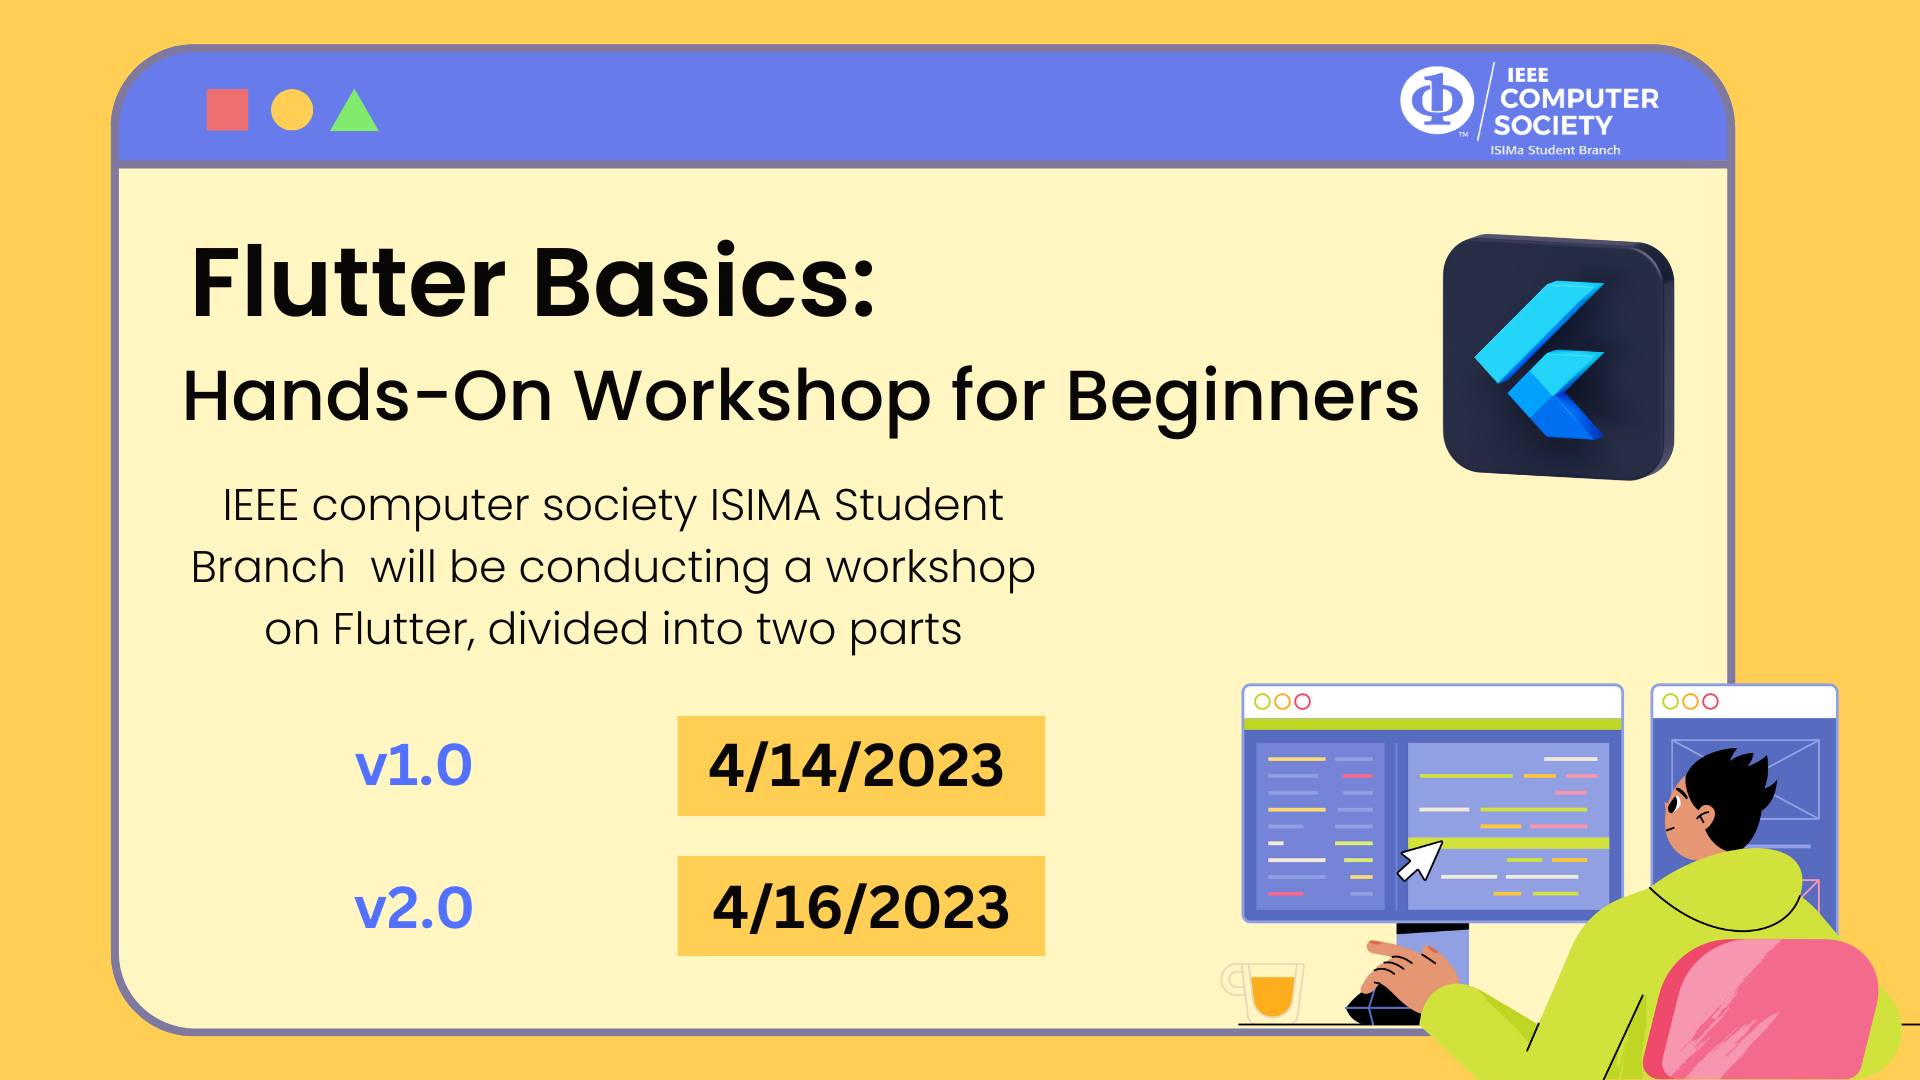 IEEE
COMPUTER
SOCIETY
TM
ISIMa Student Branch
Flutter Basics:
Hands-On Workshop for Beginners
IEEE computer society ISIMA Student
Branch will be conducting a workshop
on Flutter, divided into two parts
v1.0 4/14/2023
v2.0 4/16/2023